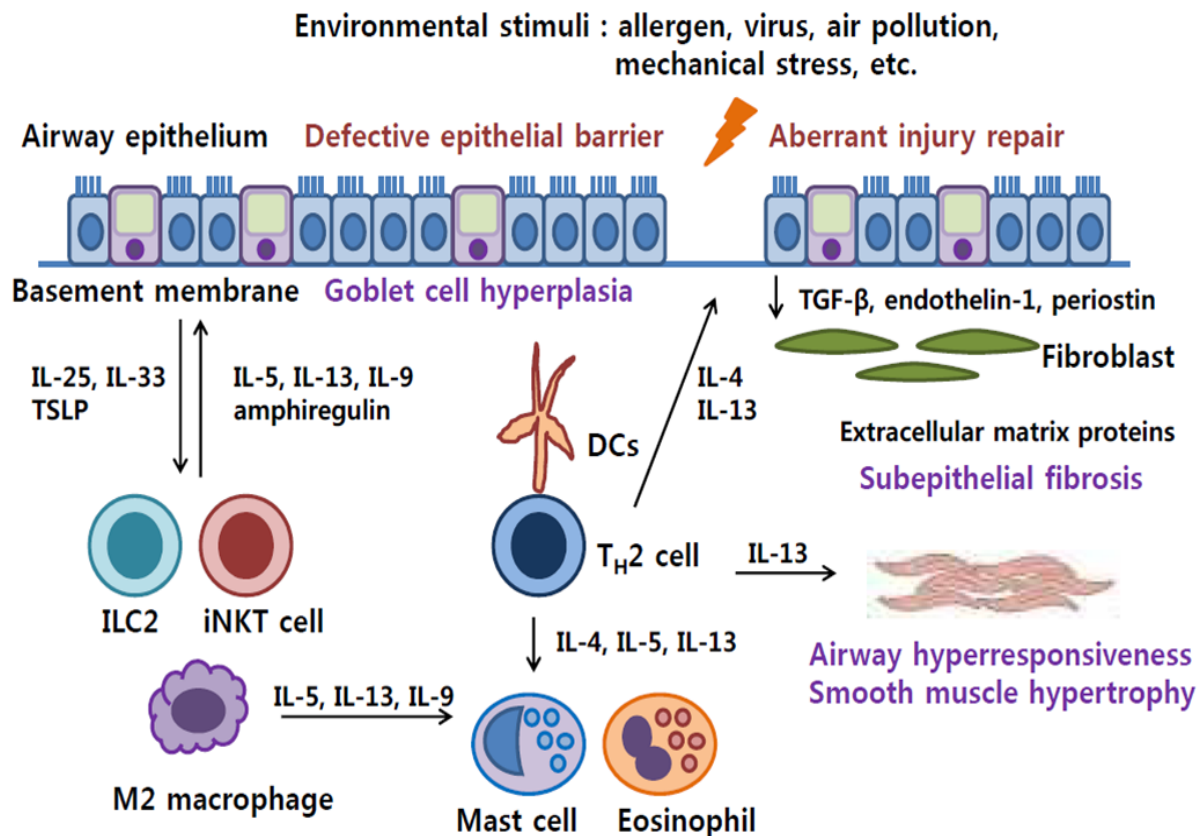 Environmental stimuli : allergen, virus, air pollution,
mechanical stress, etc.
Airway epithelium
Defective epithelial barrier
Aberrant injury repair
Basement membrane
Goblet cell hyperplasia
TGF-β, endothelin-1, periostin
Fibroblast
IL-25, IL-33
TSLP
IL-5, IL-13, IL-9
amphiregulin
IL-4
IL-13
DCs
Extracellular matrix proteins
Subepithelial fibrosis
TH2 cell
IL-13
ILC2
iNKT cell
IL-4, IL-5, IL-13
Airway hyperresponsiveness
Smooth muscle hypertrophy
IL-5, IL-13, IL-9
M2 macrophage
Mast cell
Eosinophil